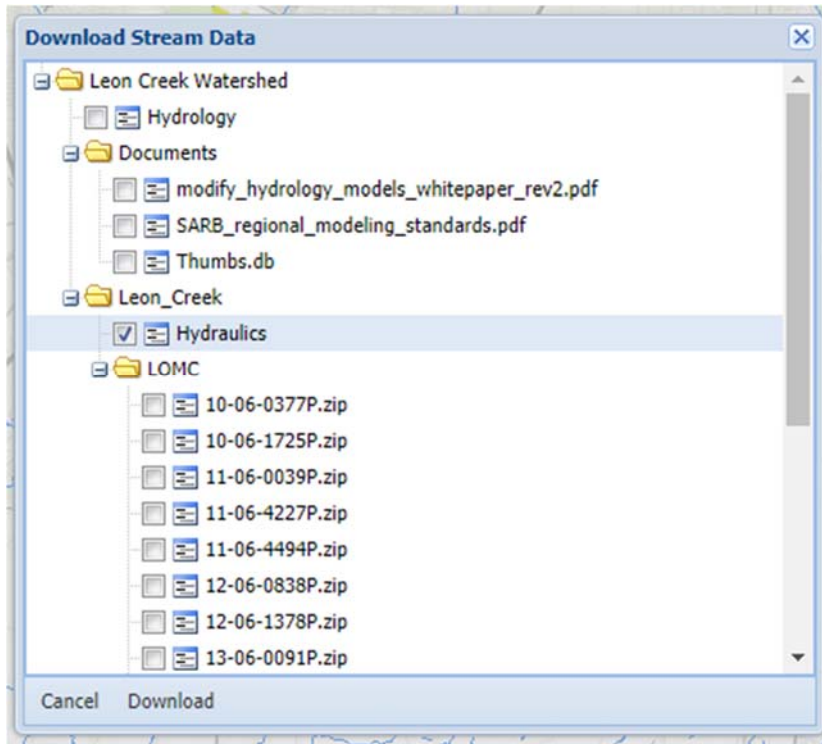 Download Stream Data
Leon Creek Watershed
Hydrology
Documents
modify_hydrology_models_whitepaper_rev2.pdf
SARB_regional_modeling_standards.pdf
Thumbs.db
Leon_Creek
Hydraulics
LOMC
10-06-0377P.zip
10-06-1725P.zip
11-06-0039P.zip
11-06-4227P.zip
11-06-4494P.zip
12-06-0838P.zip
12-06-1378P.zip
13-06-0091P.zip
Cancel Download